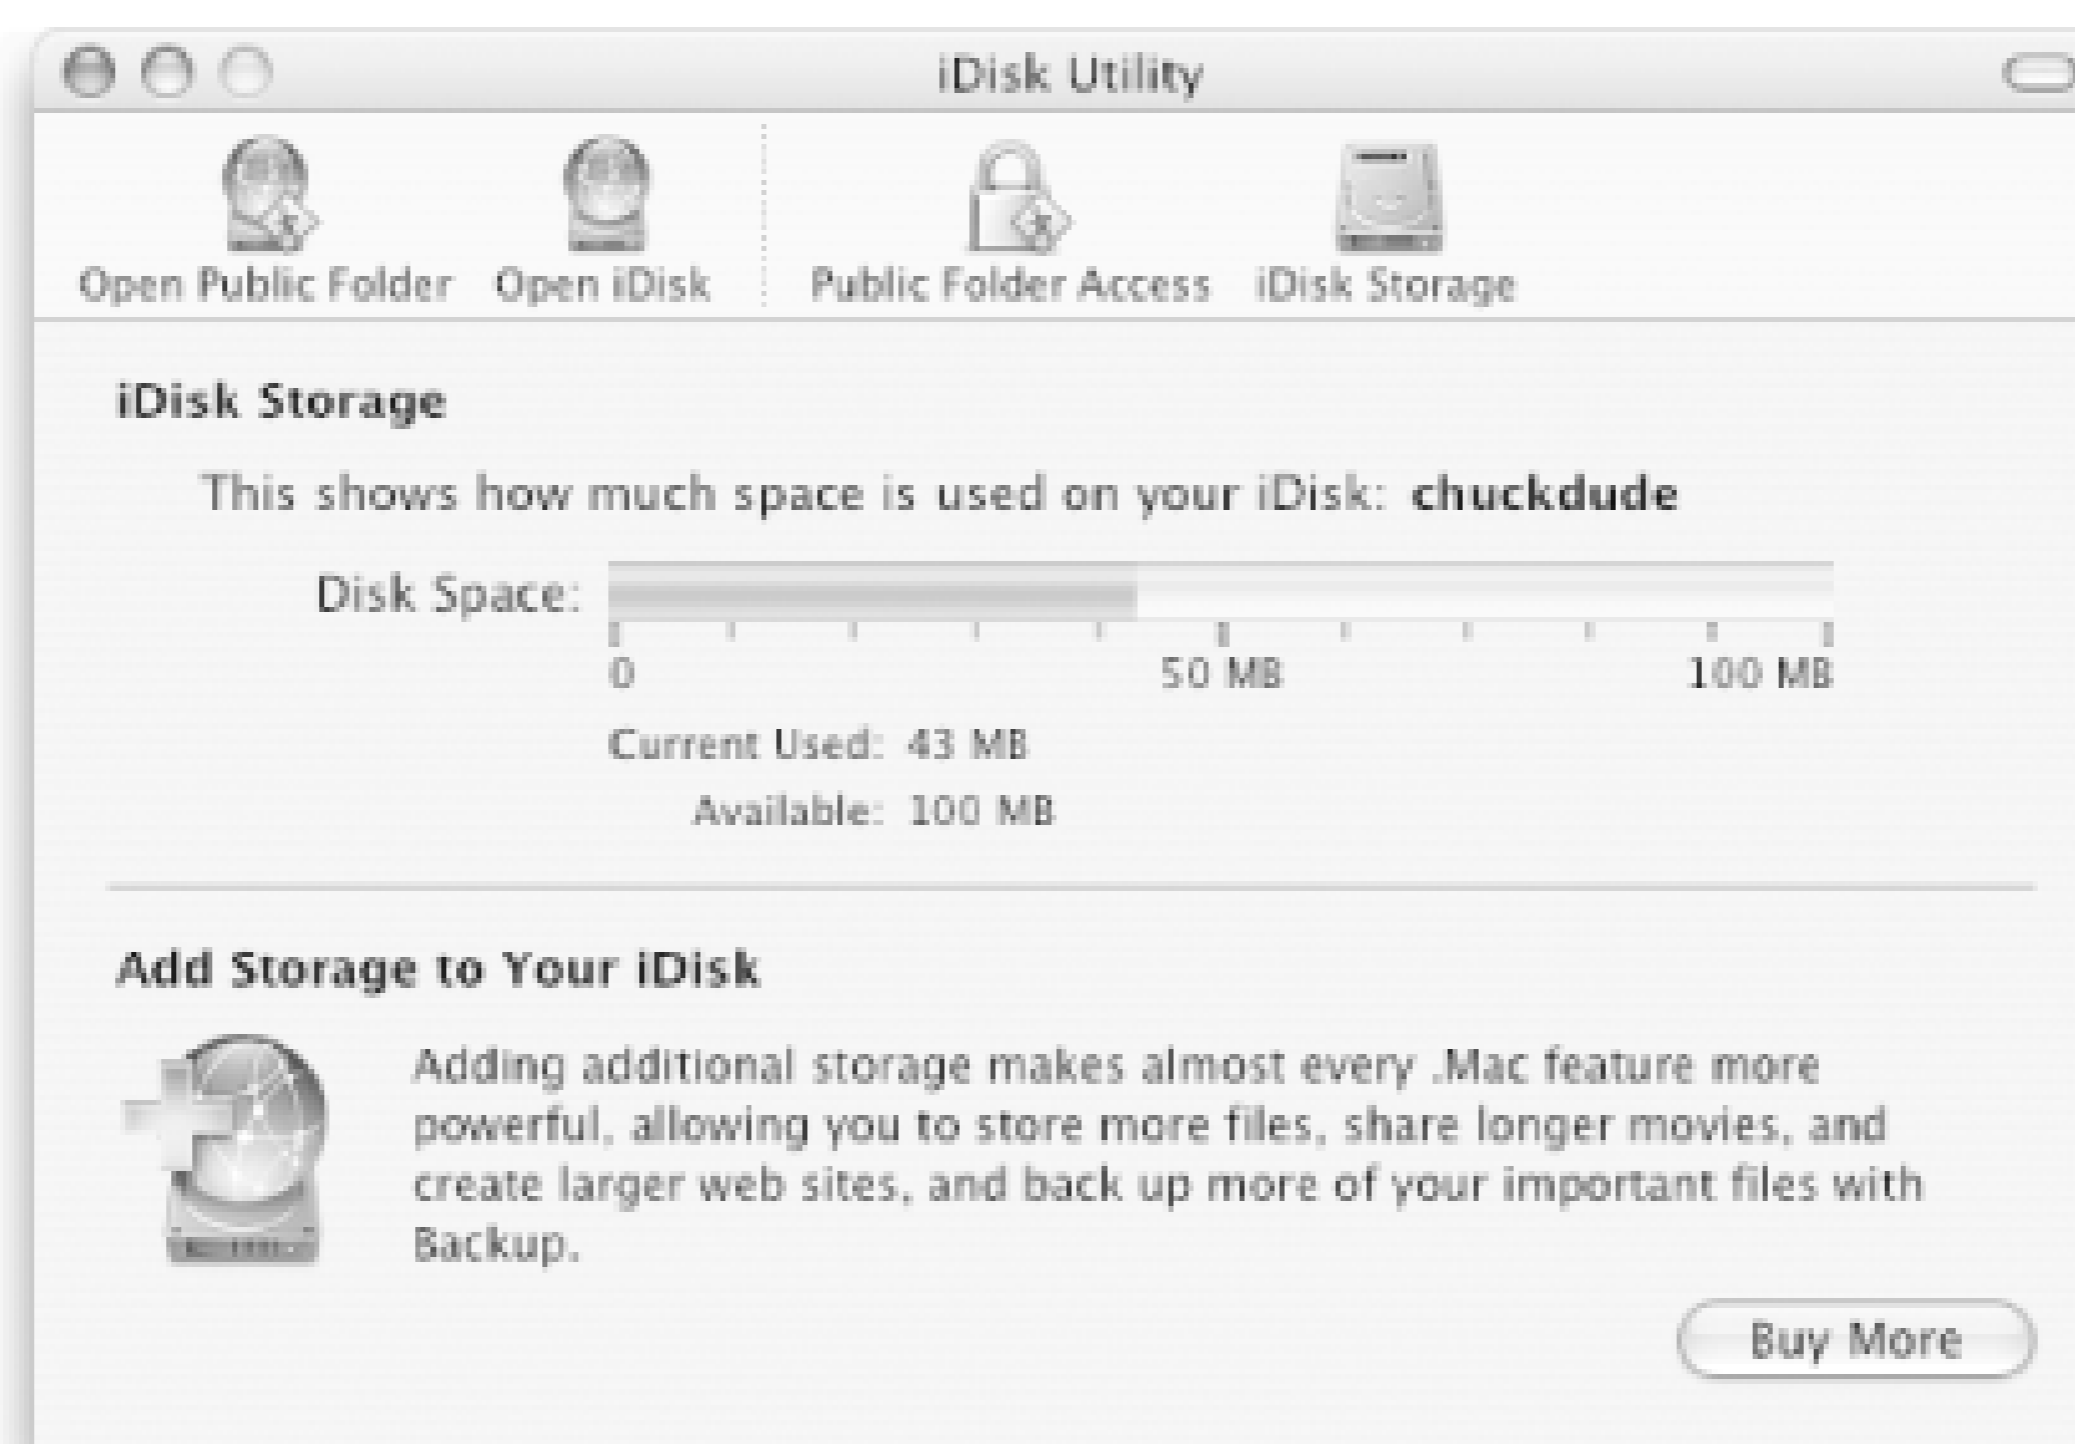 iDisk Utility
Open Public Folder Open iDisk Public Folder Access iDisk Storage
iDisk Storage
This shows how much space is used on your iDisk: chuckdude
Disk Space:
0 50 MB 100 MB
Current Used: 43 MB
Available: 100 MB
Add Storage to Your iDisk
Adding additional storage makes almost every .Mac feature more
powerful, allowing you to store more files, share longer movies, and
create larger web sites, and back up more of your important files with
Backup.
Buy More